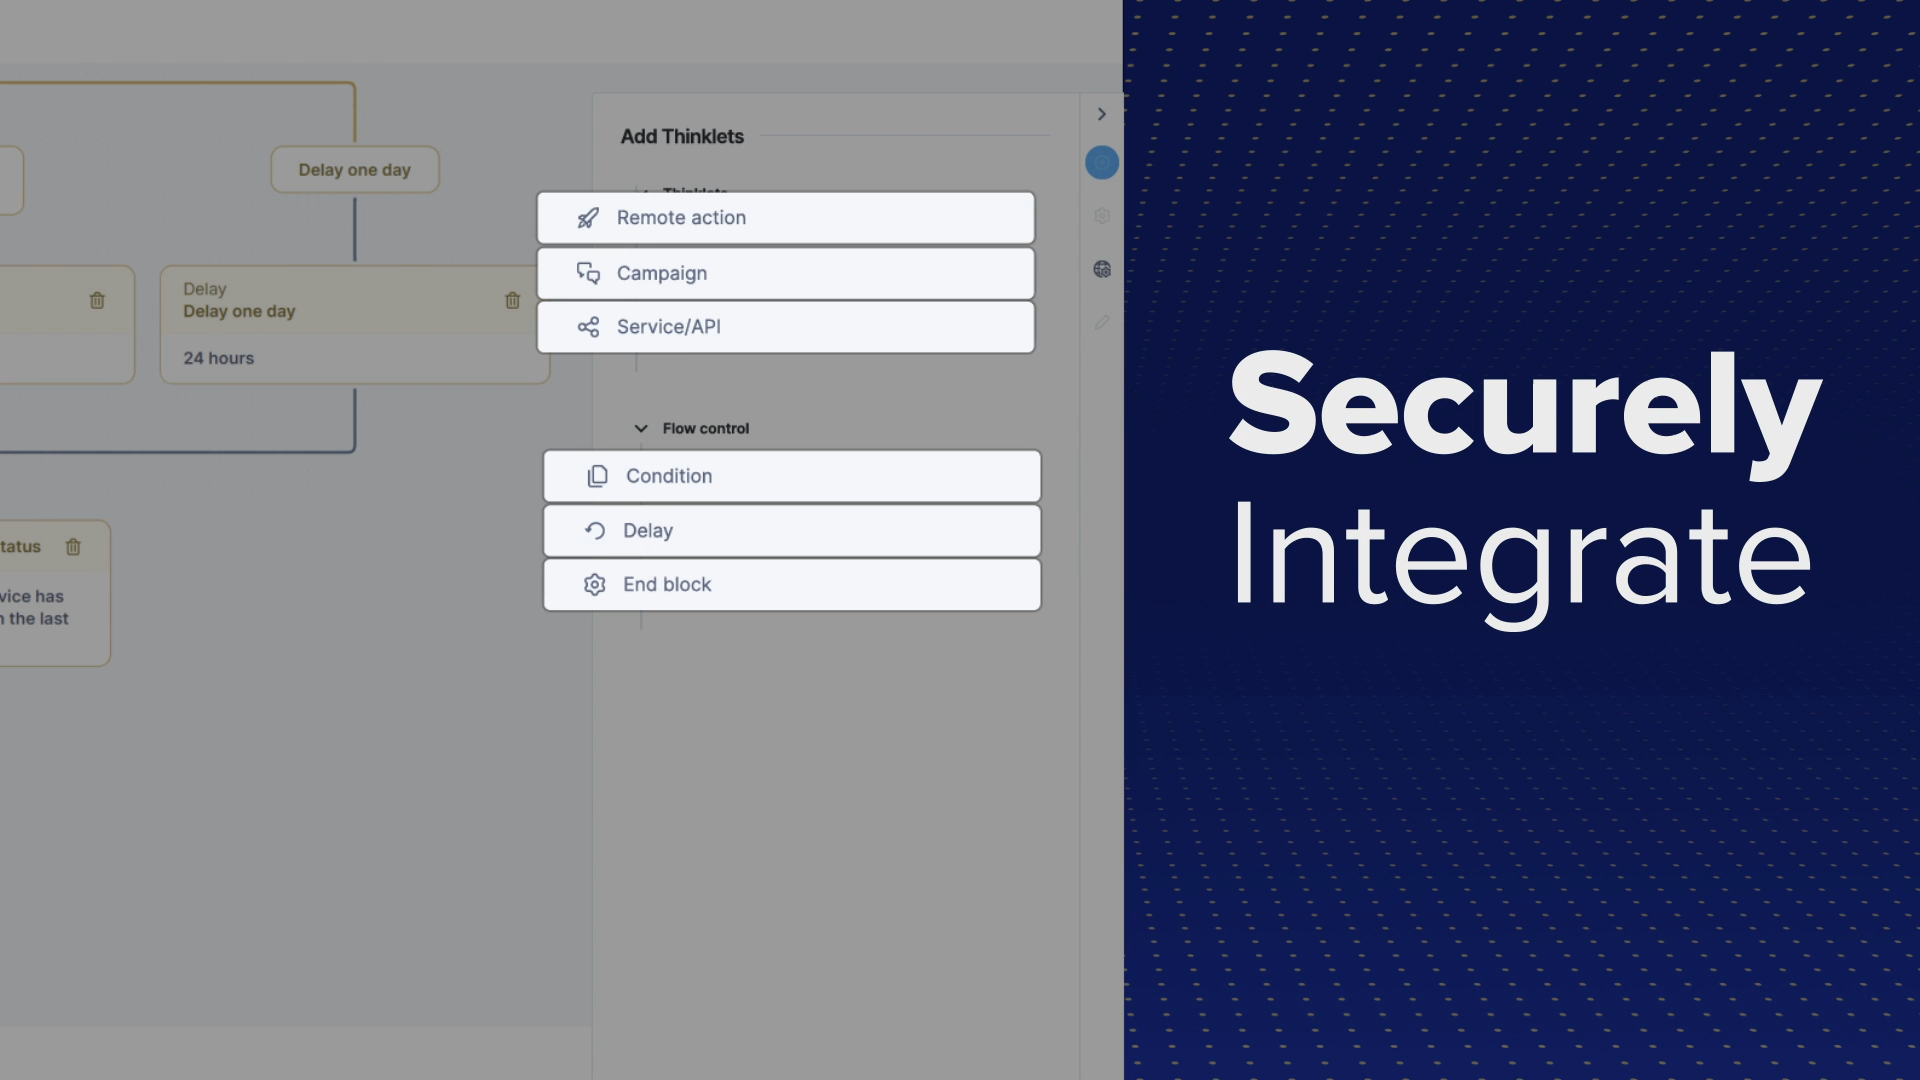 Delay one day
Delay
Delay one day
24 hours
tatus
vice has
n the last
Add Thinklets
Thinklets
Remote action
Campaign
Service/API
Flow control
Condition
Delay
End block
Securely
Integrate